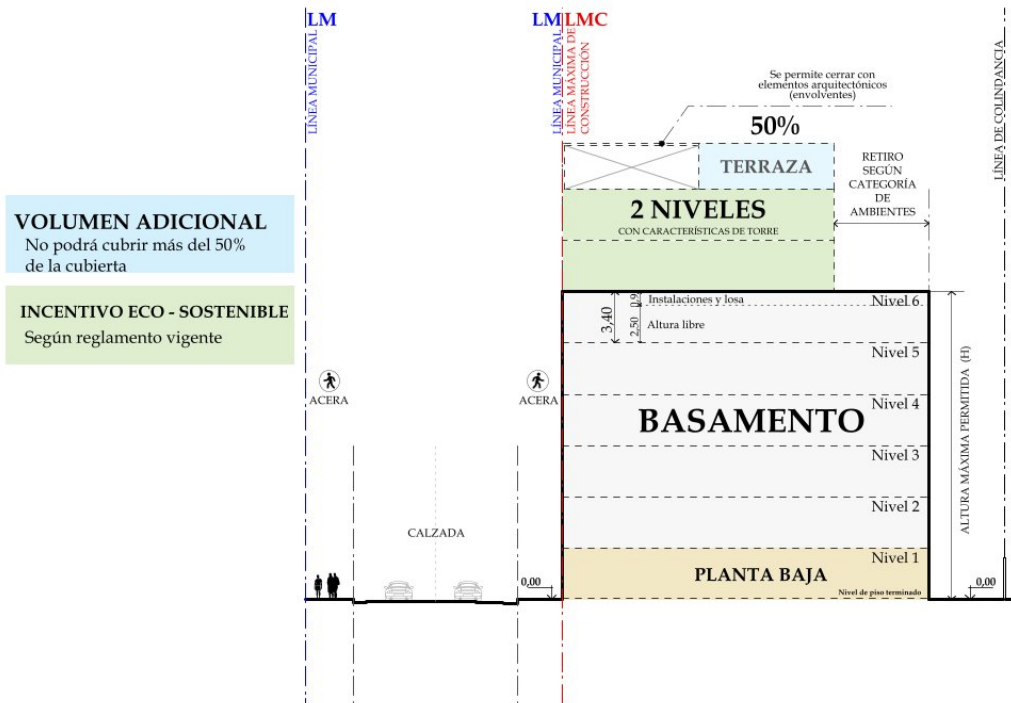 LM
LÍNEA MUNICIPAL
LM
LÍNEA MUNICIPAL
LMC
LÍNEA MÁXIMA DE
CONSTRUCCIÓN
LÍNEA DE COLINDANCIA
Se permite cerrar con
elementos arquitectónicos
(envolventes)
50%
TERRAZA
RETIRO
SEGÚN
CATEGORÍA
DE
AMBIENTES
VOLUMEN ADICIONAL
No podrá cubrir más del 50%
de la cubierta
2 NIVELES
CON CARACTERÍSTICAS DE TORRE
INCENTIVO ECO - SOSTENIBLE
Según reglamento vigente
3,40
0,9
2,50
Instalaciones y losa
Altura libre
Nivel 6
Nivel 5
ACERA
ACERA
Nivel 4
BASAMENTO
Nivel 3
Nivel 2
ALTURA MÁXIMA PERMITIDA (H)
CALZADA
Nivel 1
PLANTA BAJA
0,00
Nivel de piso terminado
0,00